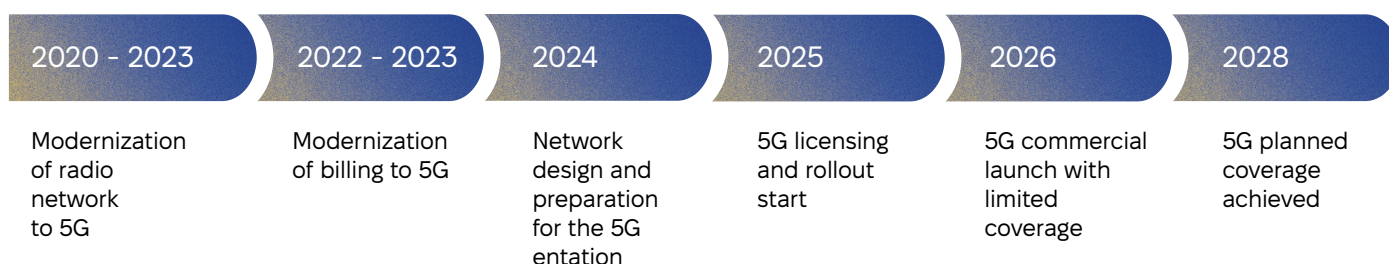 2020 - 2023
Modernization
of radio
network
to 5G
2022 - 2023
Modernization
of billing to 5G
2024
Network
design and
preparation
for the 5G
entation
2025
5G licensing
and rollout
start
2026
5G commercial
launch with
limited
coverage
2028
5G planned
coverage
achieved